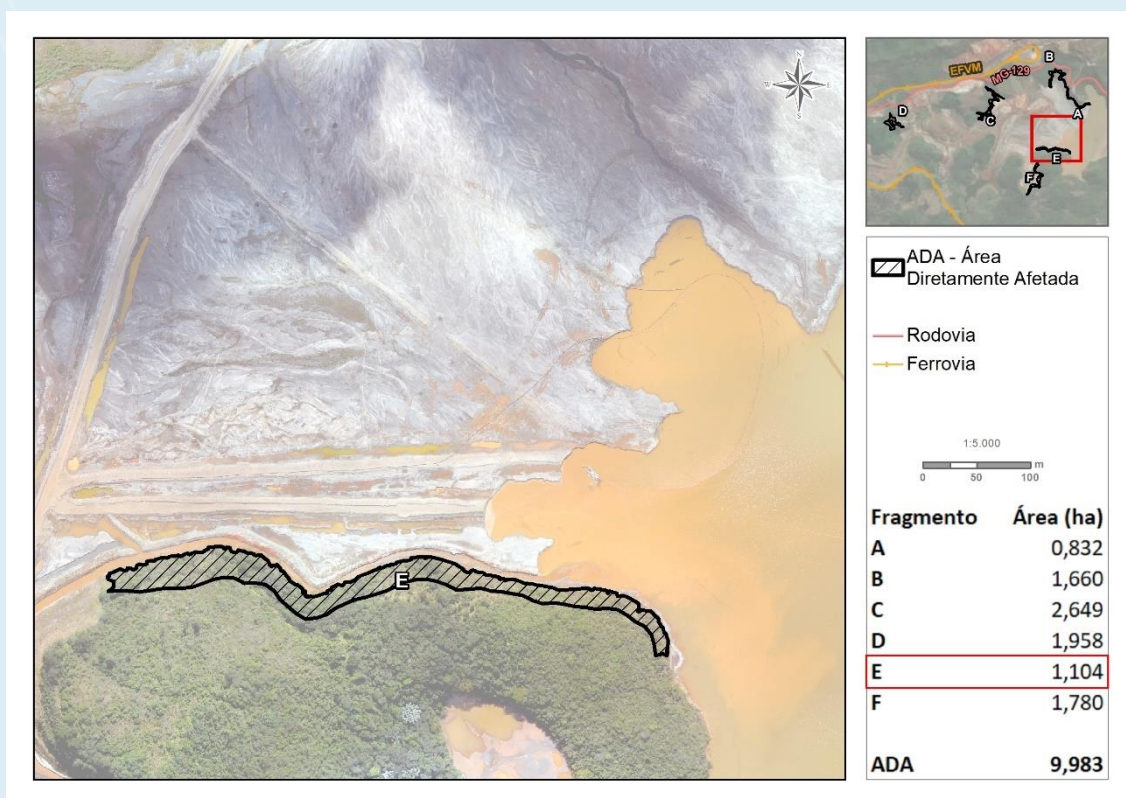 N
W
E
S
E
EFVM
MG-129
B
D
C
A
E
F
ADA - Área
Diretamente Afetada
Rodovia
Ferrovia
1:5.000
m
0 50 100
Fragmento Área (ha)
A 0,832
B 1,660
C 2,649
D 1,958
E 1,104
F 1,780
ADA 9,983